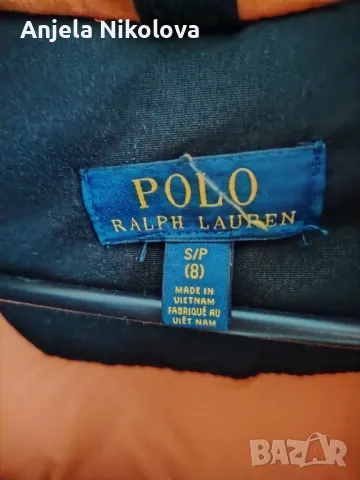 Anjela Nikolova
POLO
RALPH LAUREN
S/P
(8)
MADE IN
VIETNAM
FABRIQUÉ AU
VIÊT NAM
BAZAR